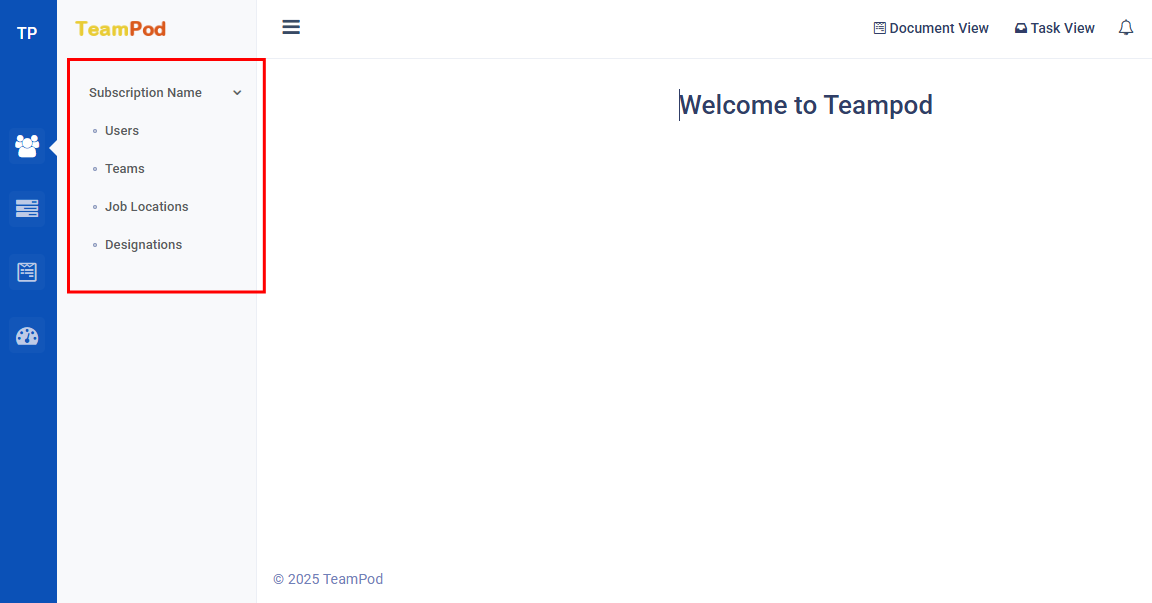 TP
TeamPod
Document View
Task View
Subscription Name
Users
Teams
Job Locations
Designations
Welcome to Teampod
© 2025 TeamPod